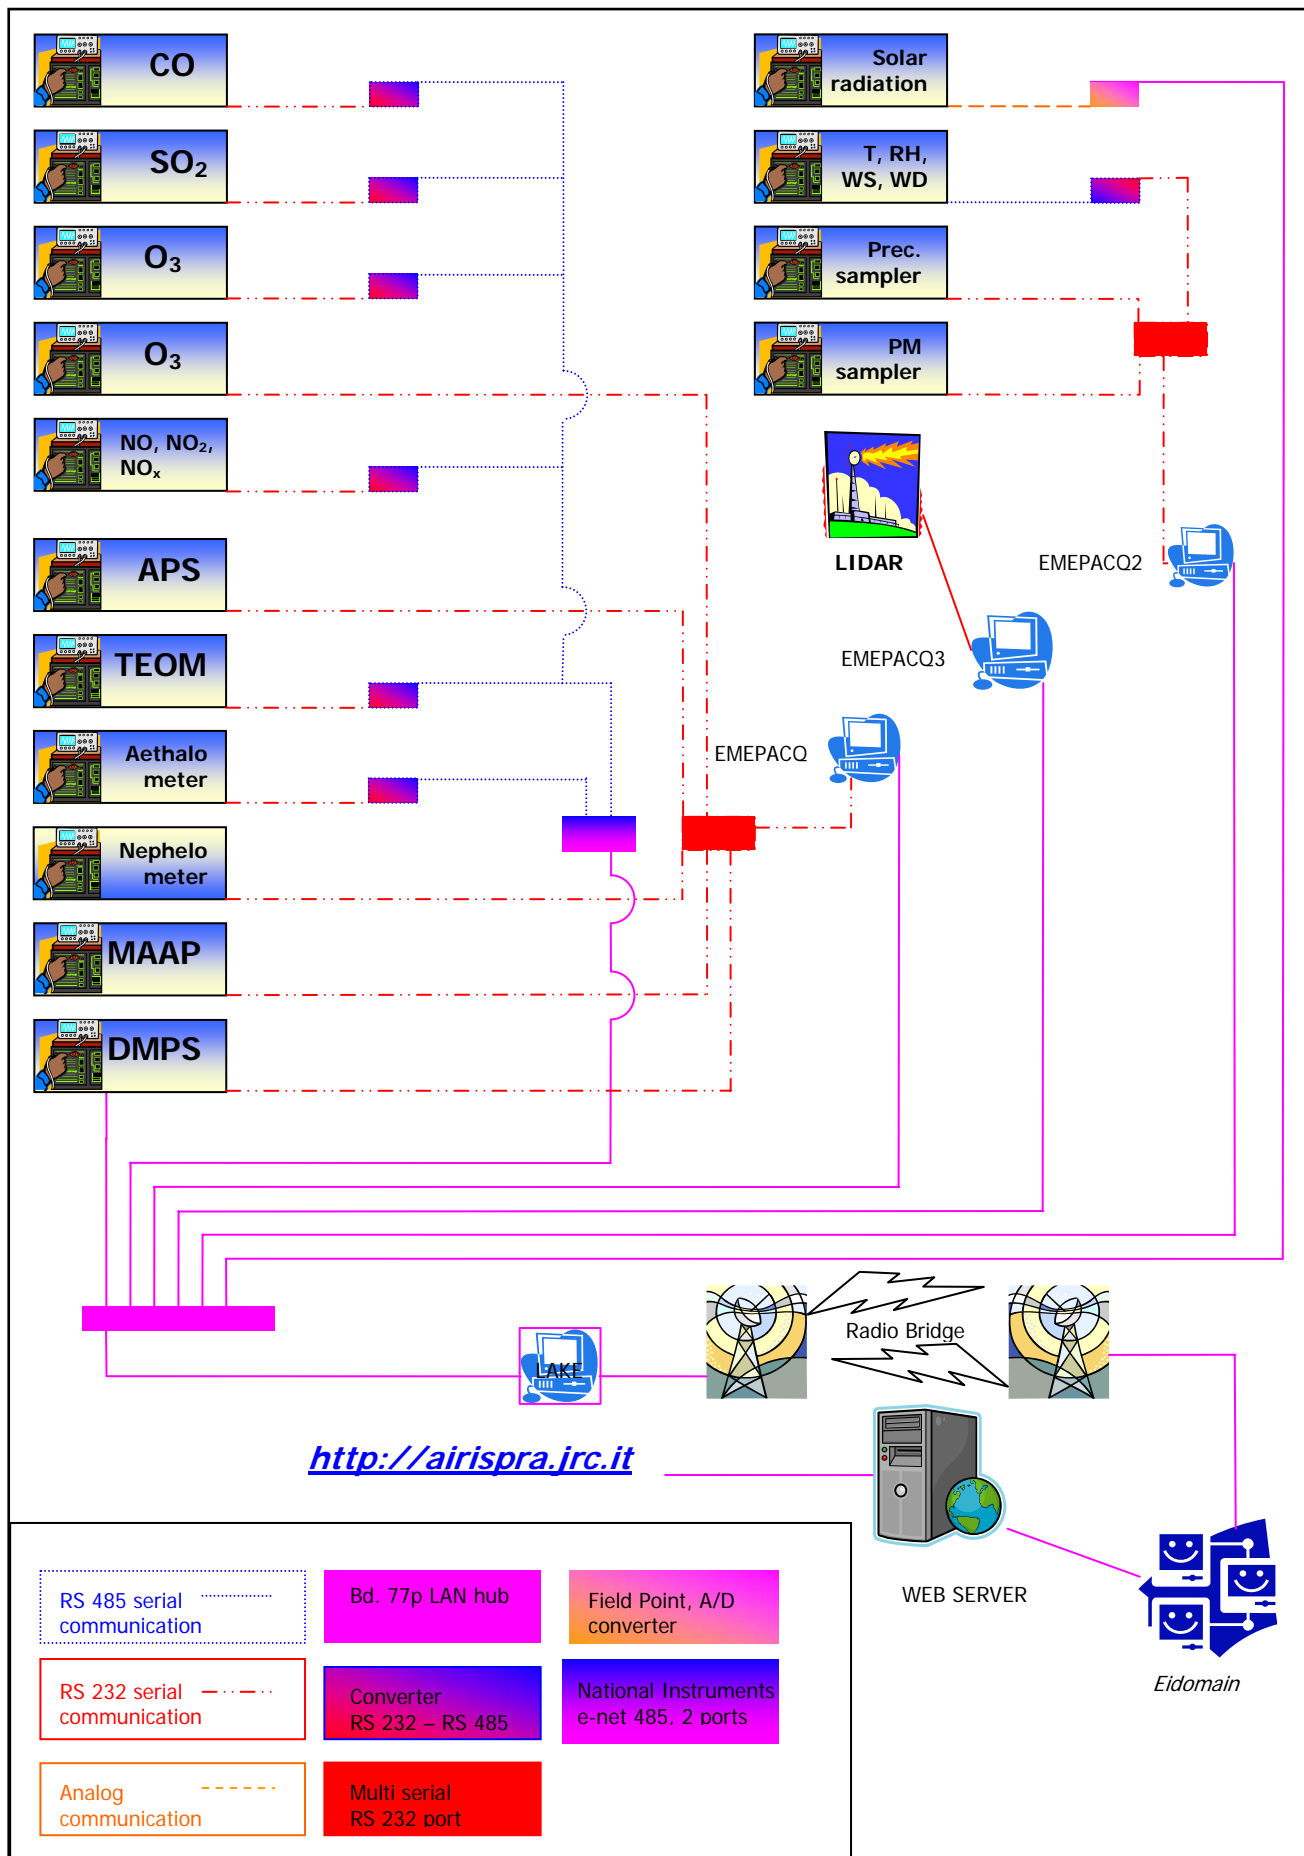 CO
SO₂
O₃
O₃
NO, NO₂,
NOₓ
APS
TEOM
Aethalo
meter
Nephelo
meter
MAAP
DMPS
Solar
radiation
T, RH,
WS, WD
Prec.
sampler
PM
sampler
LIDAR
EMEPACQ2
EMEPACQ3
EMEPACQ
Radio Bridge
LAKE
http://airispra.jrc.it
WEB SERVER
Eidomain
RS 485 serial
communication
Bd. 77p LAN hub
Field Point, A/D
converter
RS 232 serial
communication
Converter
RS 232 – RS 485
National Instruments
e-net 485, 2 ports
Analog
communication
Multi serial
RS 232 port